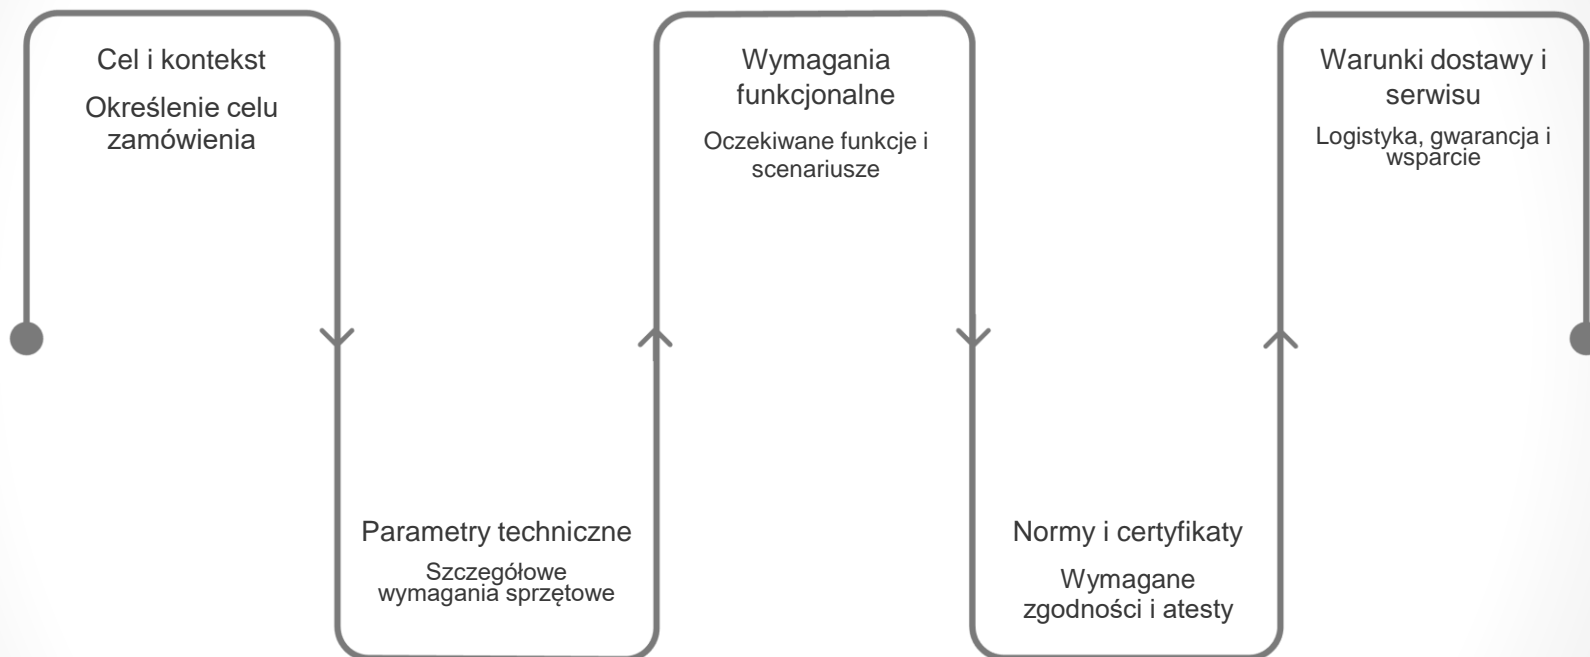 Cel i kontekst
Określenie celu
zamówienia
Parametry techniczne
Szczegółowe
wymagania sprzętowe
Wymagania
funkcjonalne
Oczekiwane funkcje i
scenariusze
Normy i certyfikaty
Wymagane
zgodności i atesty
Warunki dostawy i
serwisu
Logistyka, gwarancja i
wsparcie